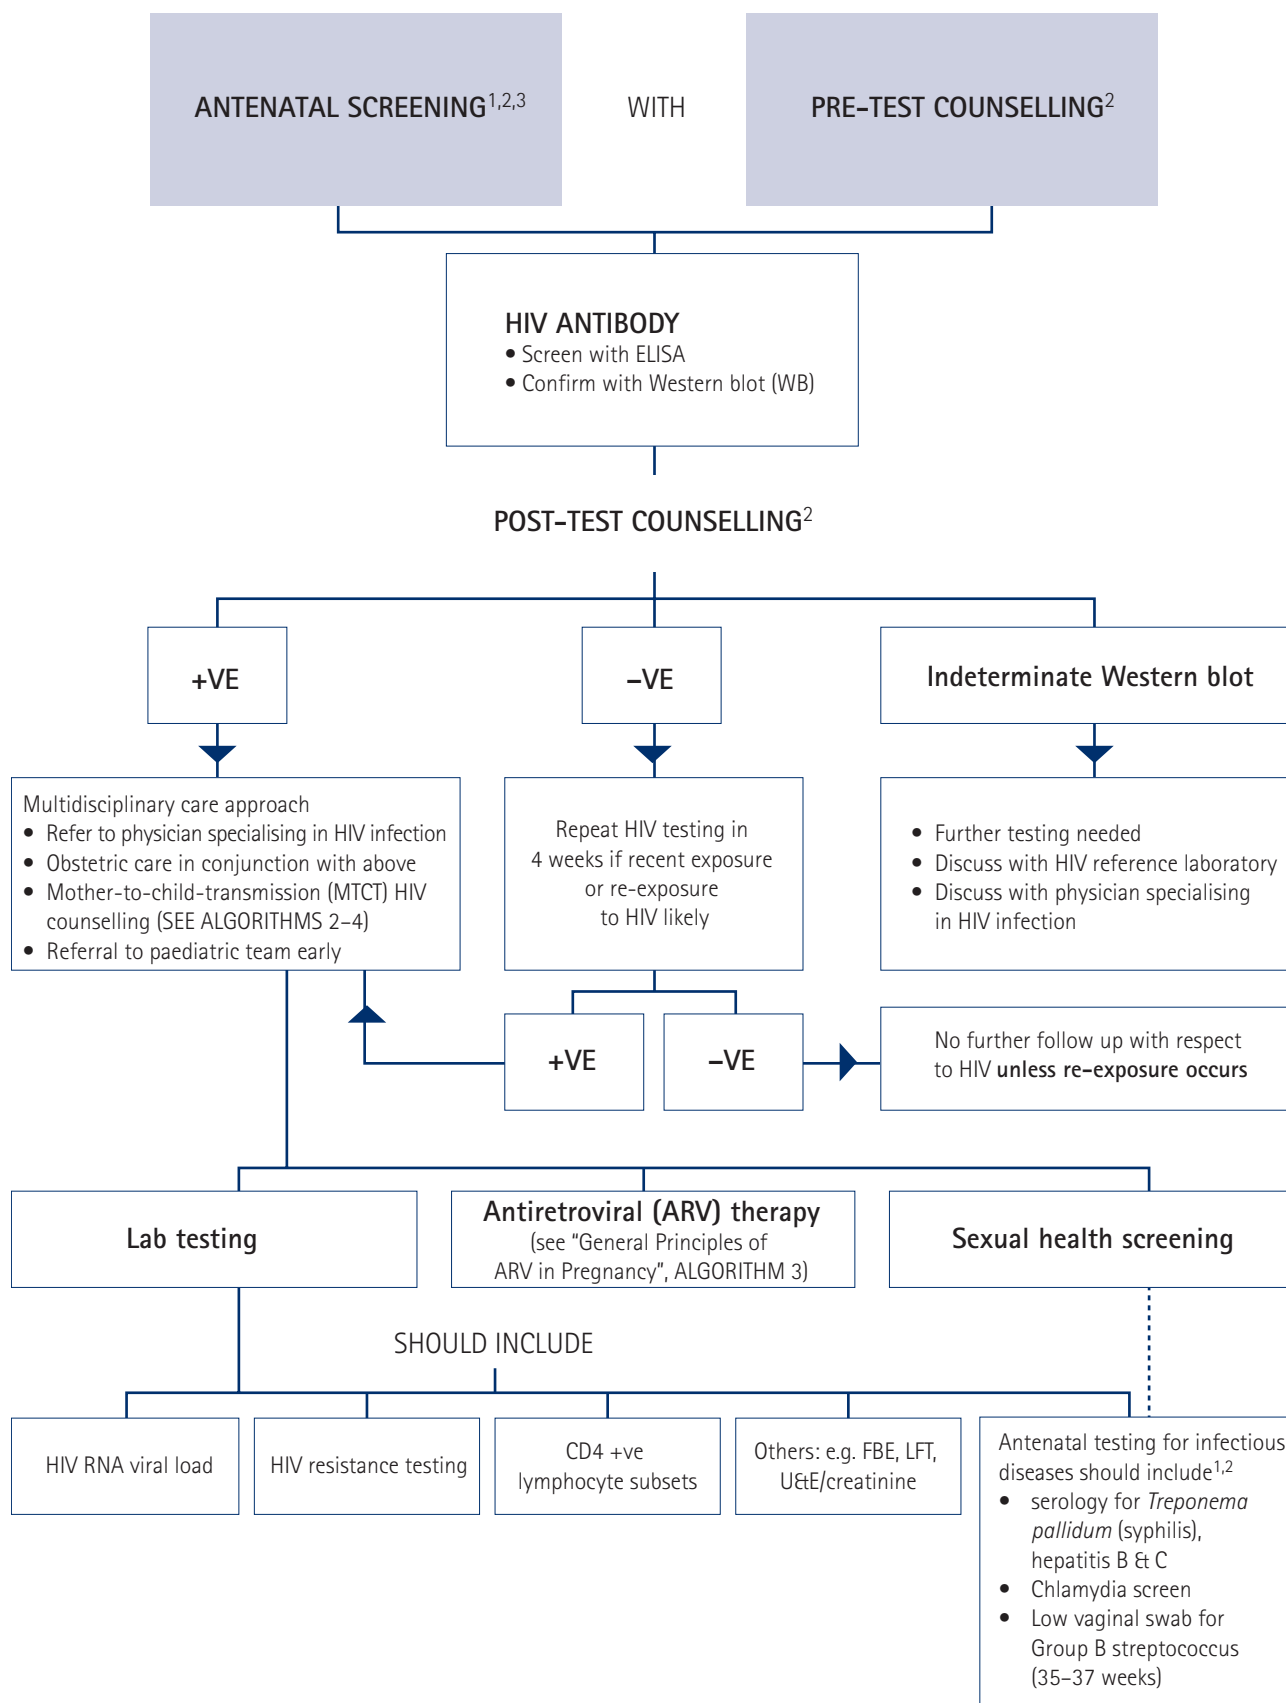 ANTENATAL SCREENING1,2,3
WITH
PRE-TEST COUNSELLING2
HIV ANTIBODY
• Screen with ELISA
• Confirm with Western blot (WB)
POST-TEST COUNSELLING2
+VE
–VE
Indeterminate Western blot
Multidisciplinary care approach
• Refer to physician specialising in HIV infection
• Obstetric care in conjunction with above
• Mother-to-child-transmission (MTCT) HIV
counselling (SEE ALGORITHMS 2–4)
• Referral to paediatric team early
Repeat HIV testing in
4 weeks if recent exposure
or re-exposure
to HIV likely
• Further testing needed
• Discuss with HIV reference laboratory
• Discuss with physician specialising
in HIV infection
+VE
–VE
No further follow up with respect
to HIV unless re-exposure occurs
Lab testing
Antiretroviral (ARV) therapy
(see "General Principles of
ARV in Pregnancy", ALGORITHM 3)
Sexual health screening
SHOULD INCLUDE
HIV RNA viral load
HIV resistance testing
CD4 +ve
lymphocyte subsets
Others: e.g. FBE, LFT,
U&E/creatinine
Antenatal testing for infectious
diseases should include1,2
• serology for Treponema
pallidum (syphilis),
hepatitis B & C
• Chlamydia screen
• Low vaginal swab for
Group B streptococcus
(35–37 weeks)